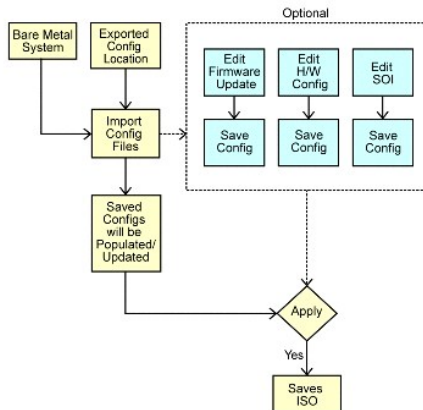 Optional
Bare Metal
System
Exported
Config
Location
Edit
Firmware
Update
Edit
H/W
Config
Edit
SOI
Import
Config
Files
Save
Config
Save
Config
Save
Config
Saved
Configs
will be
Populated/
Updated
Apply
Yes
Saves
ISO